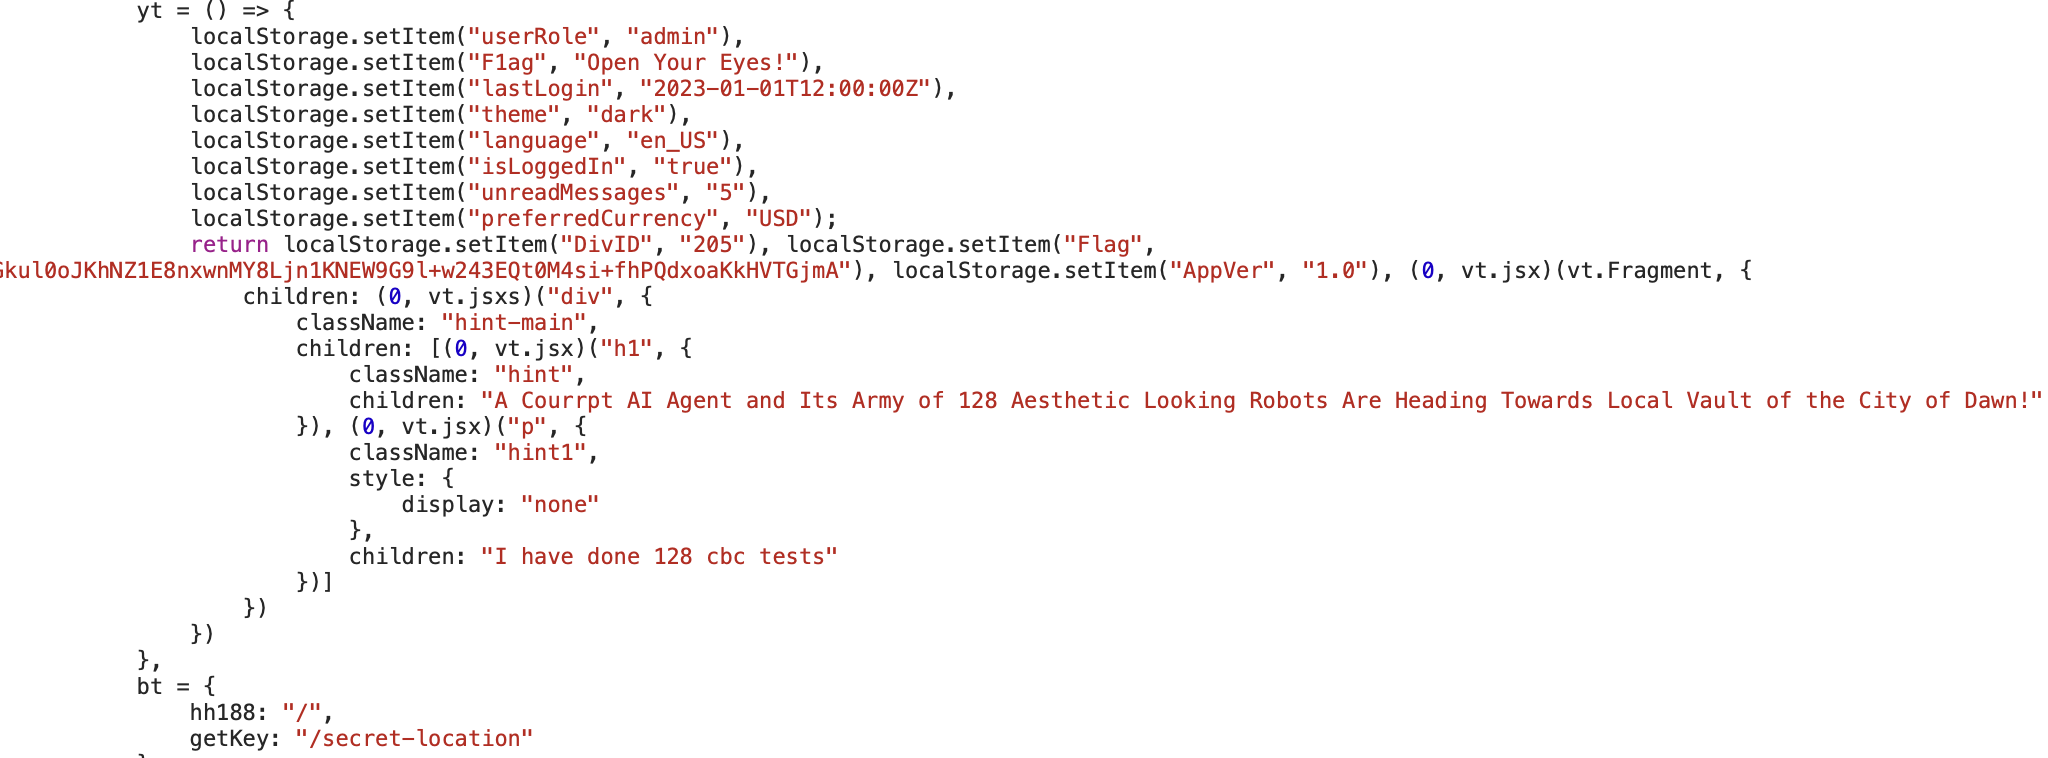 yt = () => {
localStorage.setItem("userRole", "admin"),
localStorage.setItem("F1ag", "Open Your Eyes!"),
localStorage.setItem("lastLogin", "2023-01-01T12:00:00Z"),
localStorage.setItem("theme", "dark"),
localStorage.setItem("language", "en_US"),
localStorage.setItem("isLoggedIn", "true"),
localStorage.setItem("unreadMessages", "5"),
localStorage.setItem("preferredCurrency", "USD");
return localStorage.setItem("DivID", "205"), localStorage.setItem("Flag",
Gkul0oJKhNZ1E8nxwnMY8Ljn1KNEW9G9l+w243EQt0M4si+fhPQdxoaKkHVTGjmA"), localStorage.setItem("AppVer", "1.0"), (0, vt.jsx)(vt.Fragment, {
children: (0, vt.jsxs)("div", {
className: "hint-main",
children: [(0, vt.jsx)("h1", {
className: "hint",
children: "A Courrpt AI Agent and Its Army of 128 Aesthetic Looking Robots Are Heading Towards Local Vault of the City of Dawn!"
}), (0, vt.jsx)("p", {
className: "hint1",
style: {
display: "none"
},
children: "I have done 128 cbc tests"
})]
})
})
},
bt = {
hh188: "/",
getKey: "/secret-location"